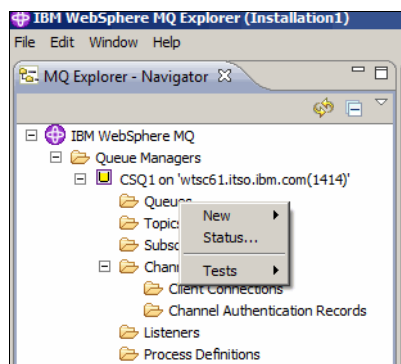 IBM WebSphere MQ Explorer (Installation1)
File Edit Window Help
MQ Explorer - Navigator
IBM WebSphere MQ
Queue Managers
CSQ1 on 'wtsc61.itso.ibm.com(1414)'
Queues
New
Status...
Tests
Client Connections
Channel Authentication Records
Listeners
Process Definitions